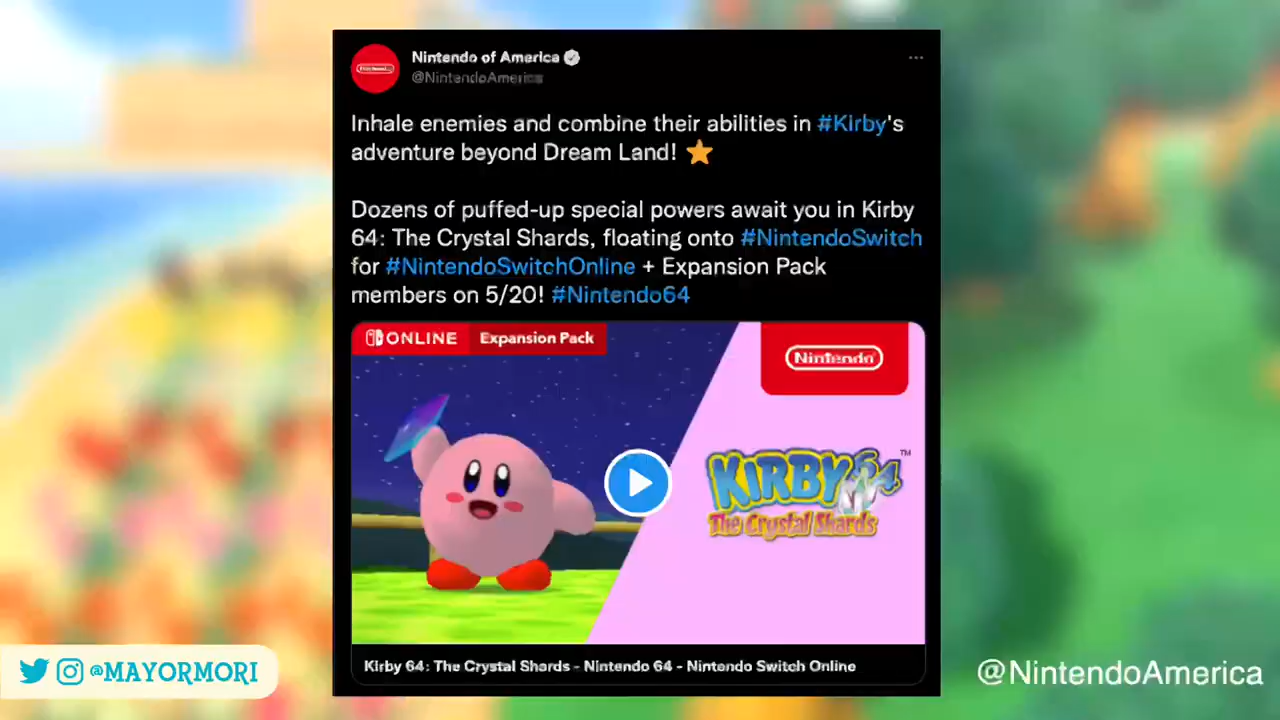 Nintendo of America
@NintendoAmerica
Inhale enemies and combine their abilities in #Kirby's
adventure beyond Dream Land!
Dozens of puffed-up special powers await you in Kirby
64: The Crystal Shards, floating onto #NintendoSwitch
for #NintendoSwitchOnline + Expansion Pack
members on 5/20! #Nintendo64
ONLINE Expansion Pack
Nintendo
KIRBY 64 ™
The Crystal Shards
Kirby 64: The Crystal Shards - Nintendo 64 - Nintendo Switch Online
@MAYORMORI
@NintendoAmerica